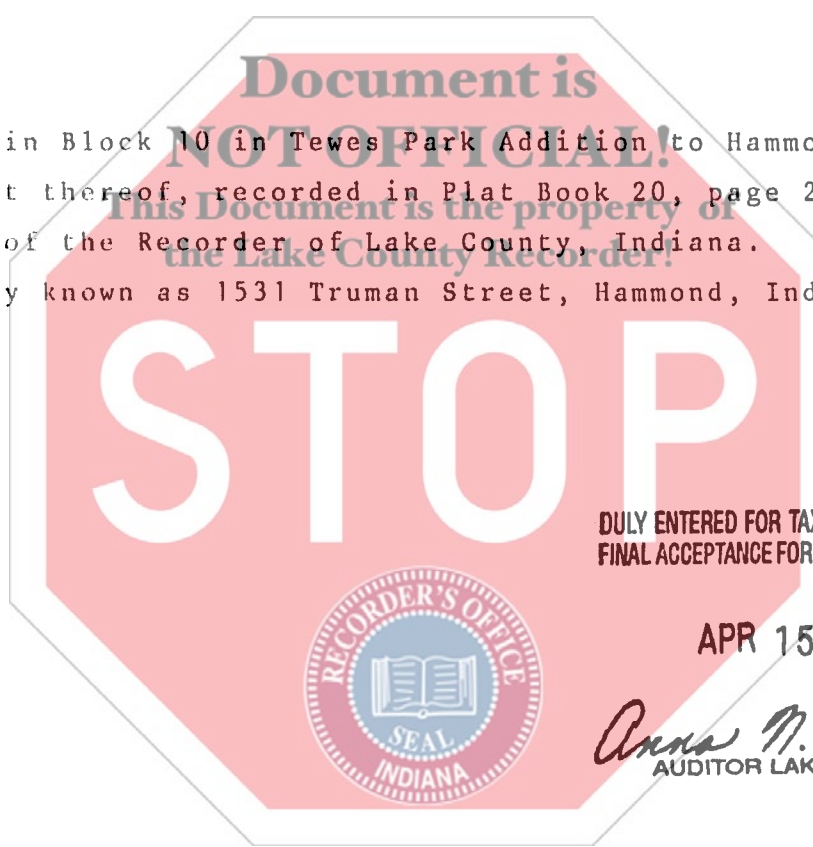 Document is
in Block 10 in Tewes Park Addition to Hammo
NOT OFFICIAL!
t thereof, recorded in Plat Book 20, page 2
This Document is the property of
of the Recorder of Lake County, Indiana.
the Lake County Recorder!
y known as 1531 Truman Street, Hammond, Ind
STOP
DULY ENTERED FOR TAX
FINAL ACCEPTANCE FOR
RECORDER'S OFFICE
APR 15
SEAL
Anna N.
AUDITOR LAK
INDIANA